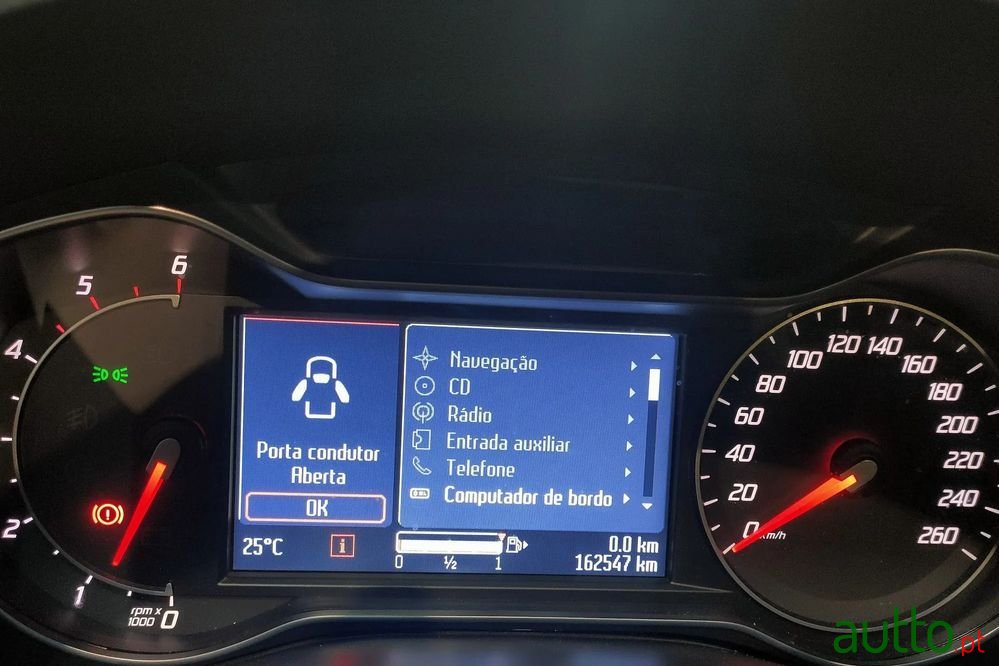 6
5
4
2
1
rpm x
1000
0
Porta condutor
Aberta
OK
Navegação
CD
Rádio
Entrada auxiliar
Telefone
Computador de bordo
25°C
i
0 ½ 1
0.0 km
162547 km
0
20
40
60
80
100
120
140
160
180
200
220
240
260
km/h
autto.pt